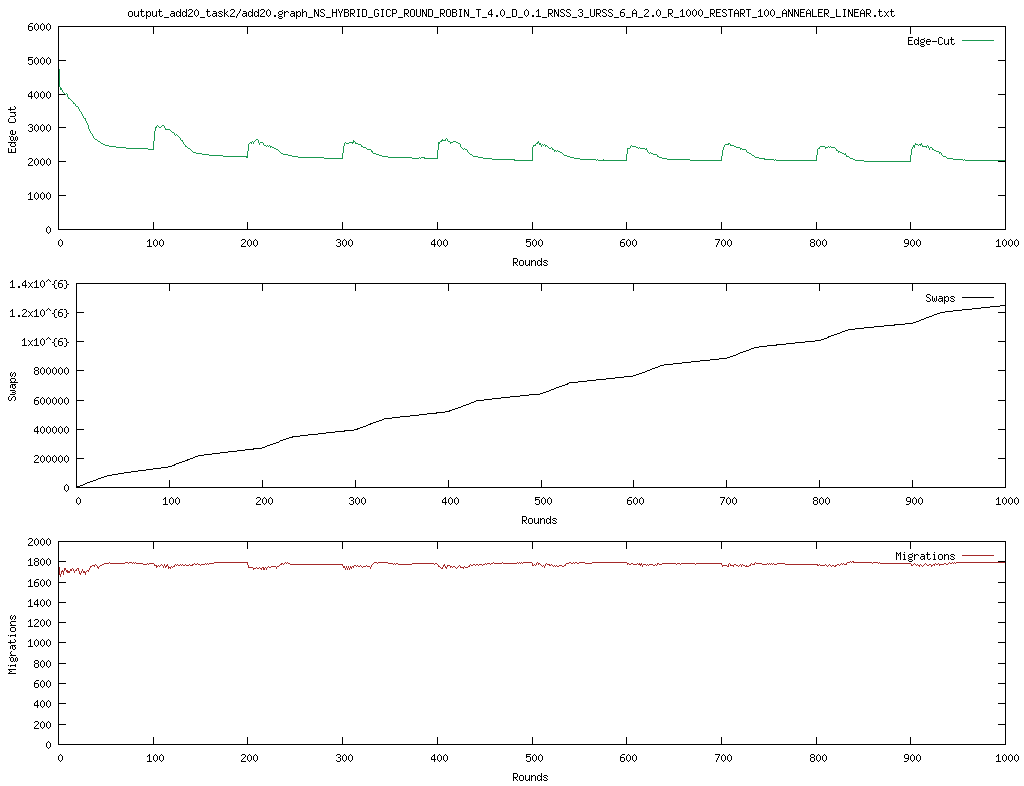 output_add20_task2/add20.graph_NS_HYBRID_GICP_ROUND_ROBIN_T_4.0_D_0.1_RNSS_3_URSS_6_A_2.0_R_1000_RESTART_100_ANNEALER_LINEAR.txt
6000
5000
4000
3000
2000
1000
0
Edge Cut
Edge-Cut
0 100 200 300 400 500 600 700 800 900 1000
Rounds
1.4x10^{6}
1.2x10^{6}
1x10^{6}
800000
600000
400000
200000
0
Swaps
Swaps
0 100 200 300 400 500 600 700 800 900 1000
Rounds
2000
1800
1600
1400
1200
1000
800
600
400
200
0
Migrations
Migrations
0 100 200 300 400 500 600 700 800 900 1000
Rounds